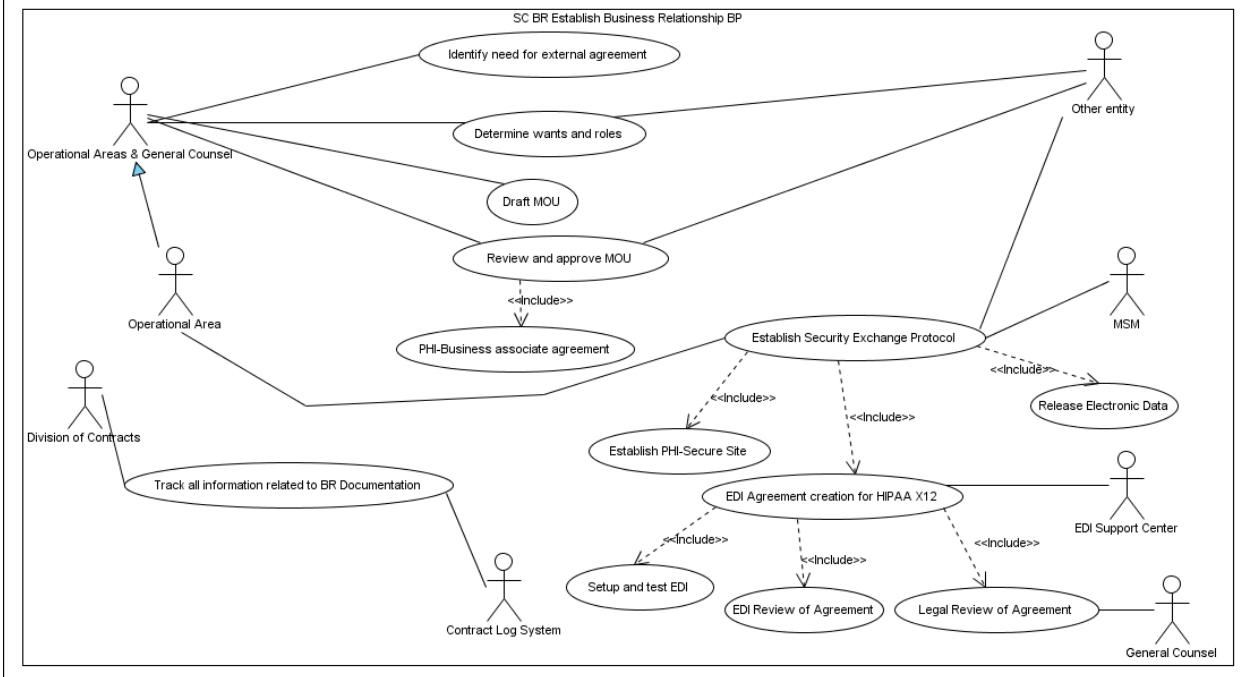 SC BR Establish Business Relationship BP
Identify need for external agreement
Other entity
Determine wants and roles
Operational Areas & General Counsel
Draft MOU
Review and approve MOU
<<Include>>
Operational Area
MSM
Establish Security Exchange Protocol
PHI-Business associate agreement
<<Include>>
<<Include>>
Release Electronic Data
<<Include>>
Division of Contracts
Establish PHI-Secure Site
Track all information related to BR Documentation
EDI Agreement creation for HIPAA X12
EDI Support Center
<<Include>>
<<Include>>
<<Include>>
Setup and test EDI
EDI Review of Agreement
Legal Review of Agreement
Contract Log System
General Counsel